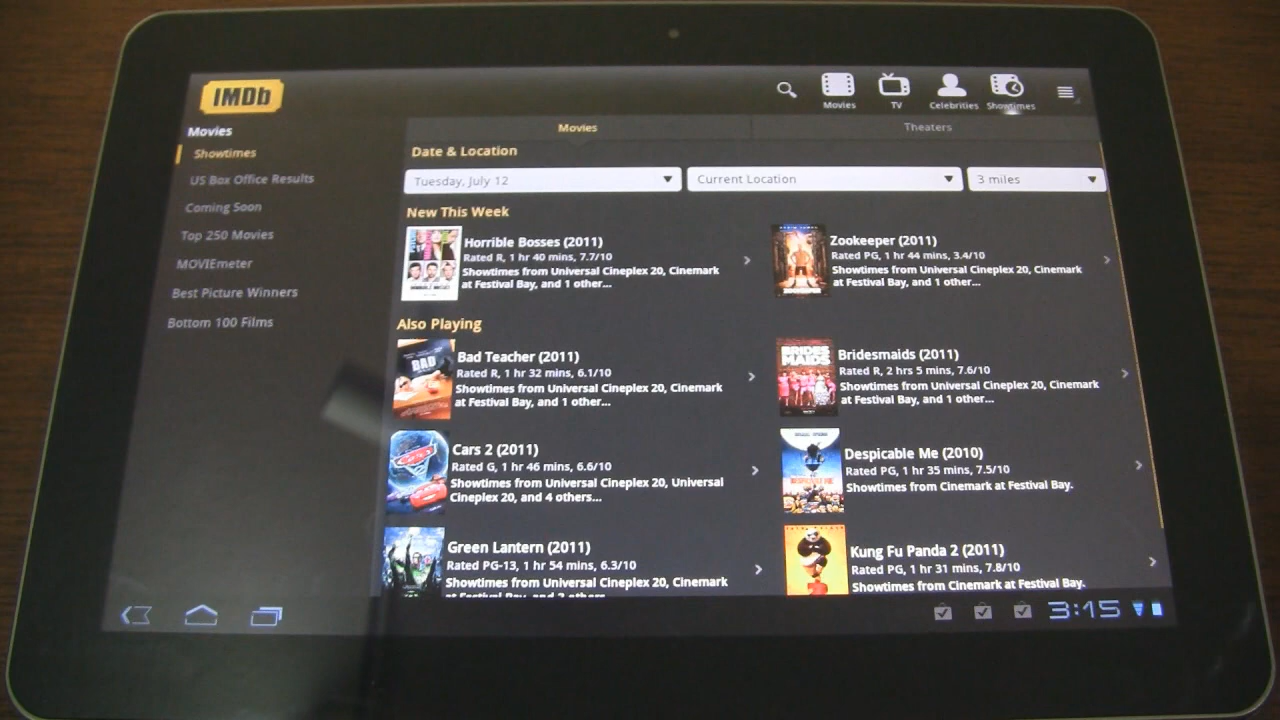 IMDb
Movies
TV
Celebrities
Showtimes
Movies
Showtimes
US Box Office Results
Coming Soon
Top 250 Movies
MOVIEmeter
Best Picture Winners
Bottom 100 Films
Movies
Theaters
Date & Location
Tuesday, July 12
Current Location
3 miles
New This Week
Horrible Bosses (2011)
Rated R, 1 hr 40 mins, 7.7/10
Showtimes from Universal Cineplex 20, Cinemark
at Festival Bay, and 1 other...
Zookeeper (2011)
Rated PG, 1 hr 44 mins, 3.4/10
Showtimes from Universal Cineplex 20, Cinemark
at Festival Bay, and 1 other...
Also Playing
BAD
Bad Teacher (2011)
Rated R, 1 hr 32 mins, 6.1/10
Showtimes from Universal Cineplex 20, Cinemark
at Festival Bay, and 1 other...
BRIDES
MAIDS
Bridesmaids (2011)
Rated R, 2 hrs 5 mins, 7.6/10
Showtimes from Universal Cineplex 20, Cinemark
at Festival Bay, and 1 other...
Cars 2 (2011)
Rated G, 1 hr 46 mins, 6.6/10
Showtimes from Universal Cineplex 20, Universal
Cineplex 20, and 4 others...
Despicable Me (2010)
Rated PG, 1 hr 35 mins, 7.5/10
Showtimes from Cinemark at Festival Bay.
Green Lantern (2011)
Rated PG-13, 1 hr 54 mins, 6.3/10
Showtimes from Universal Cineplex 20, Cinemark
at Festival Bay, and 2 others...
Kung Fu Panda 2 (2011)
Rated PG, 1 hr 31 mins, 7.8/10
Showtimes from Cinemark at Festival Bay.
3:15